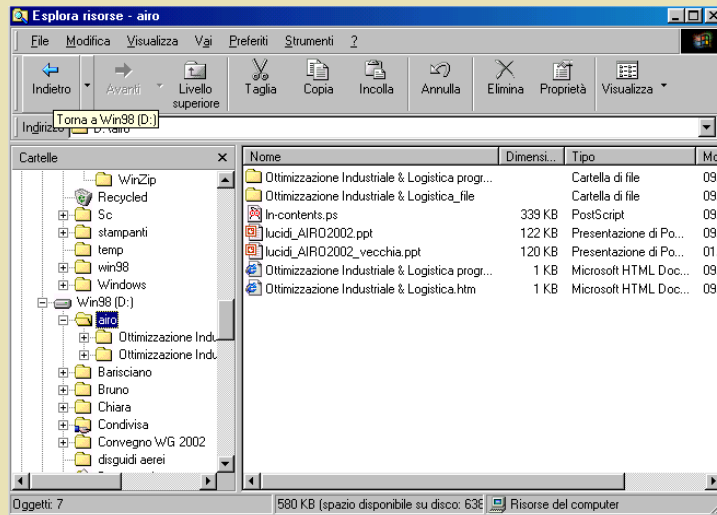 Esplora risorse - airo
File Modifica Visualizza Vai Preferiti Strumenti ?
Indietro Avanti Livello superiore Taglia Copia Incolla Annulla Elimina Proprietà Visualizza
Torna a Win98 (D:)
Indirizzo D:\airo
Cartelle
WinZip
Recycled
Sc
stampanti
temp
win98
Windows
Win98 (D:)
airo
Ottimizzazione Indu
Ottimizzazione Indu
Barisciano
Bruno
Chiara
Condivisa
Convegno WG 2002
disguidi aerei
Nome Dimensi... Tipo Mo
Ottimizzazione Industriale & Logistica progr... Cartella di file 09
Ottimizzazione Industriale & Logistica_file Cartella di file 09
ln-contents.ps 339 KB PostScript 09
lucidi_AIRO2002.ppt 122 KB Presentazione di Po... 09
lucidi_AIRO2002_vecchia.ppt 120 KB Presentazione di Po... 01
Ottimizzazione Industriale & Logistica progr... 1 KB Microsoft HTML Doc... 09
Ottimizzazione Industriale & Logistica.htm 1 KB Microsoft HTML Doc... 09
Oggetti: 7 580 KB (spazio disponibile su disco: 638 Risorse del computer